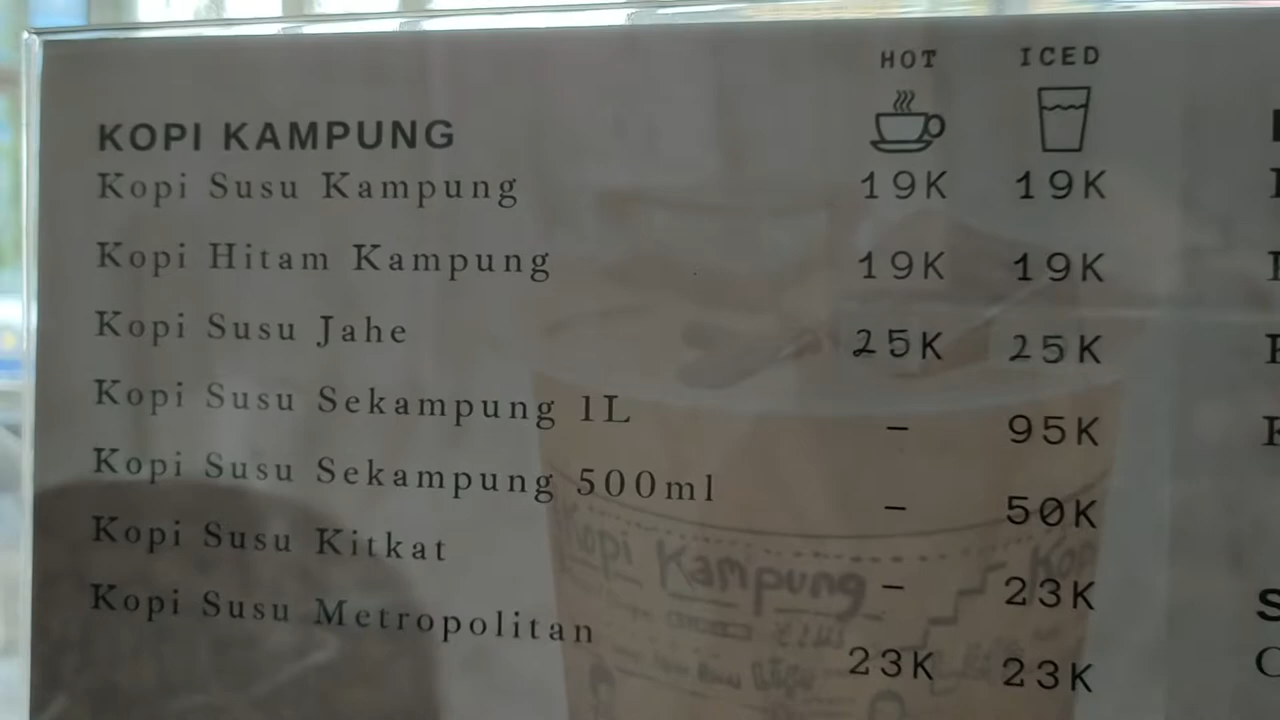 HOT ICED
KOPI KAMPUNG
Kopi Susu Kampung 19K 19K
Kopi Hitam Kampung 19K 19K
Kopi Susu Jahe 25K 25K
Kopi Susu Sekampung 1L – 95K
Kopi Susu Sekampung 500ml – 50K
Kopi Susu Kitkat – 23K
Kopi Susu Metropolitan 23K 23K
Kopi Kampung